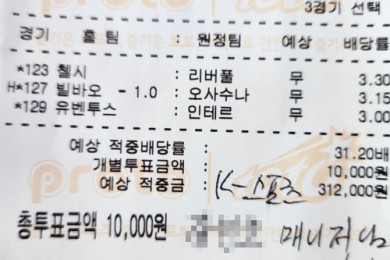 3경기 선택
경기 홈팀 : 원정팀 예상 배당률
*123 첼시 : 리버풀 무 3.30
H*127 빌바오 - 1.0 : 오사수나 무 3.15
*129 유벤투스 : 인테르 무 3.00
예상 적중배당률 : 31.20배
개별투표금액 : 10,000원
예상 적중금 : 312,000원
K-스포츠
총투표금액 10,000원 매니저님